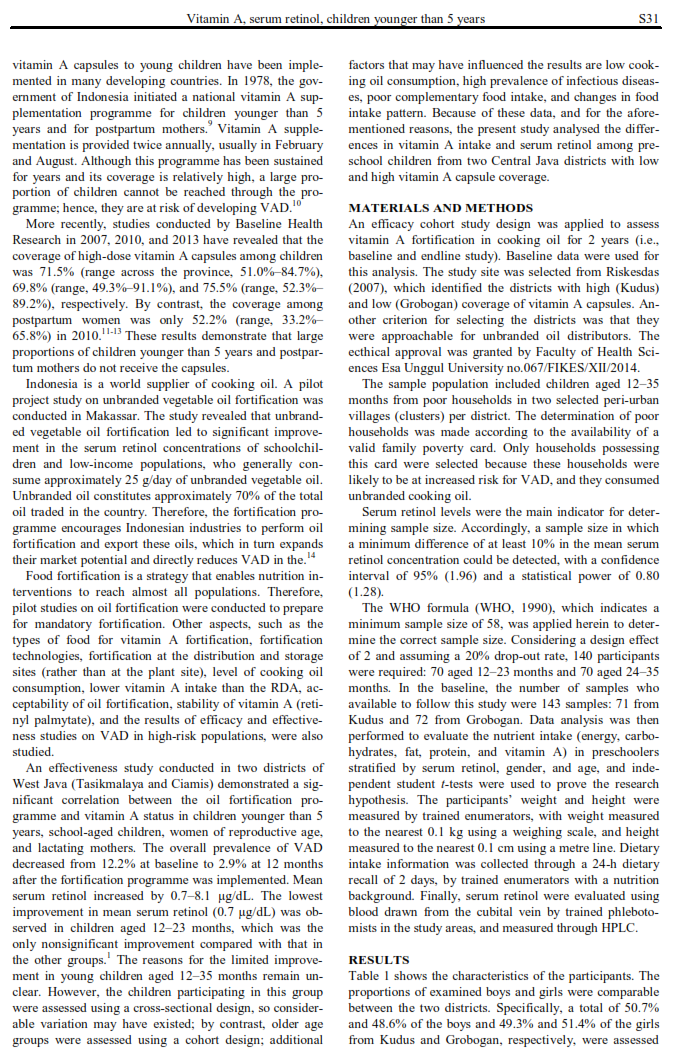 Vitamin A, serum retinol, children younger than 5 years S31
vitamin A capsules to young children have been imple-
mented in many developing countries. In 1978, the gov-
ernment of Indonesia initiated a national vitamin A sup-
plementation programme for children younger than 5
years and for postpartum mothers.9 Vitamin A supple-
mentation is provided twice annually, usually in February
and August. Although this programme has been sustained
for years and its coverage is relatively high, a large pro-
portion of children cannot be reached through the pro-
gramme; hence, they are at risk of developing VAD.10
More recently, studies conducted by Baseline Health
Research in 2007, 2010, and 2013 have revealed that the
coverage of high-dose vitamin A capsules among children
was 71.5% (range across the province, 51.0%–84.7%),
69.8% (range, 49.3%–91.1%), and 75.5% (range, 52.3%–
89.2%), respectively. By contrast, the coverage among
postpartum women was only 52.2% (range, 33.2%–
65.8%) in 2010.11-13 These results demonstrate that large
proportions of children younger than 5 years and postpar-
tum mothers do not receive the capsules.
Indonesia is a world supplier of cooking oil. A pilot
project study on unbranded vegetable oil fortification was
conducted in Makassar. The study revealed that unbrand-
ed vegetable oil fortification led to significant improve-
ment in the serum retinol concentrations of schoolchil-
dren and low-income populations, who generally con-
sume approximately 25 g/day of unbranded vegetable oil.
Unbranded oil constitutes approximately 70% of the total
oil traded in the country. Therefore, the fortification pro-
gramme encourages Indonesian industries to perform oil
fortification and export these oils, which in turn expands
their market potential and directly reduces VAD in the.14
Food fortification is a strategy that enables nutrition in-
terventions to reach almost all populations. Therefore,
pilot studies on oil fortification were conducted to prepare
for mandatory fortification. Other aspects, such as the
types of food for vitamin A fortification, fortification
technologies, fortification at the distribution and storage
sites (rather than at the plant site), level of cooking oil
consumption, lower vitamin A intake than the RDA, ac-
ceptability of oil fortification, stability of vitamin A (reti-
nyl palmytate), and the results of efficacy and effective-
ness studies on VAD in high-risk populations, were also
studied.
An effectiveness study conducted in two districts of
West Java (Tasikmalaya and Ciamis) demonstrated a sig-
nificant correlation between the oil fortification pro-
gramme and vitamin A status in children younger than 5
years, school-aged children, women of reproductive age,
and lactating mothers. The overall prevalence of VAD
decreased from 12.2% at baseline to 2.9% at 12 months
after the fortification programme was implemented. Mean
serum retinol increased by 0.7–8.1 µg/dL. The lowest
improvement in mean serum retinol (0.7 µg/dL) was ob-
served in children aged 12–23 months, which was the
only nonsignificant improvement compared with that in
the other groups.1 The reasons for the limited improve-
ment in young children aged 12–35 months remain un-
clear. However, the children participating in this group
were assessed using a cross-sectional design, so consider-
able variation may have existed; by contrast, older age
groups were assessed using a cohort design; additional
factors that may have influenced the results are low cook-
ing oil consumption, high prevalence of infectious diseas-
es, poor complementary food intake, and changes in food
intake pattern. Because of these data, and for the afore-
mentioned reasons, the present study analysed the differ-
ences in vitamin A intake and serum retinol among pre-
school children from two Central Java districts with low
and high vitamin A capsule coverage.
MATERIALS AND METHODS
An efficacy cohort study design was applied to assess
vitamin A fortification in cooking oil for 2 years (i.e.,
baseline and endline study). Baseline data were used for
this analysis. The study site was selected from Riskesdas
(2007), which identified the districts with high (Kudus)
and low (Grobogan) coverage of vitamin A capsules. An-
other criterion for selecting the districts was that they
were approachable for unbranded oil distributors. The
ecthical approval was granted by Faculty of Health Sci-
ences Esa Unggul University no.067/FIKES/XII/2014.
The sample population included children aged 12–35
months from poor households in two selected peri-urban
villages (clusters) per district. The determination of poor
households was made according to the availability of a
valid family poverty card. Only households possessing
this card were selected because these households were
likely to be at increased risk for VAD, and they consumed
unbranded cooking oil.
Serum retinol levels were the main indicator for deter-
mining sample size. Accordingly, a sample size in which
a minimum difference of at least 10% in the mean serum
retinol concentration could be detected, with a confidence
interval of 95% (1.96) and a statistical power of 0.80
(1.28).
The WHO formula (WHO, 1990), which indicates a
minimum sample size of 58, was applied herein to deter-
mine the correct sample size. Considering a design effect
of 2 and assuming a 20% drop-out rate, 140 participants
were required: 70 aged 12–23 months and 70 aged 24–35
months. In the baseline, the number of samples who
available to follow this study were 143 samples: 71 from
Kudus and 72 from Grobogan. Data analysis was then
performed to evaluate the nutrient intake (energy, carbo-
hydrates, fat, protein, and vitamin A) in preschoolers
stratified by serum retinol, gender, and age, and inde-
pendent student t-tests were used to prove the research
hypothesis. The participants’ weight and height were
measured by trained enumerators, with weight measured
to the nearest 0.1 kg using a weighing scale, and height
measured to the nearest 0.1 cm using a metre line. Dietary
intake information was collected through a 24-h dietary
recall of 2 days, by trained enumerators with a nutrition
background. Finally, serum retinol were evaluated using
blood drawn from the cubital vein by trained phleboto-
mists in the study areas, and measured through HPLC.
RESULTS
Table 1 shows the characteristics of the participants. The
proportions of examined boys and girls were comparable
between the two districts. Specifically, a total of 50.7%
and 48.6% of the boys and 49.3% and 51.4% of the girls
from Kudus and Grobogan, respectively, were assessed